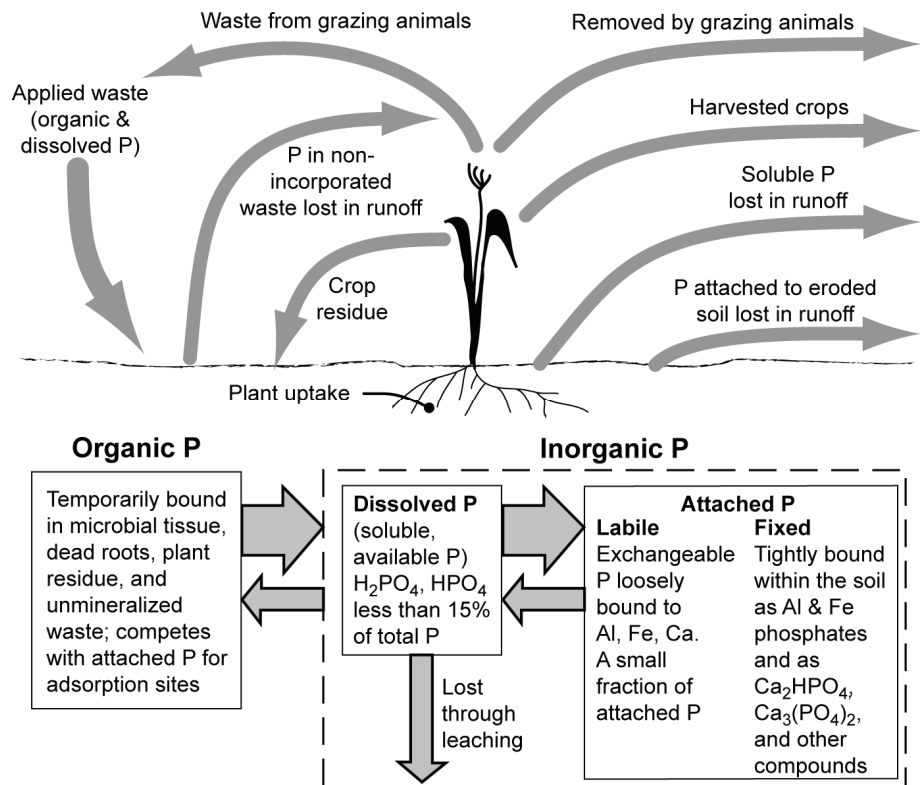 Waste from grazing animals
Removed by grazing animals
Applied waste
(organic &
dissolved P)
Harvested crops
P in non-
incorporated
waste lost in runoff
Soluble P
lost in
runoff
Crop
residue
P attached to eroded
soil lost in
runoff
Plant uptake
Organic P
Temporarily bound
in microbial tissue,
dead roots, plant
residue, and
unmineralized
waste; competes
with attached P for
adsorption sites
Inorganic P
Dissolved P
(soluble,
available P)
H₂PO₄, HPO₄
less than 15%
of total P
Lost
through
leaching
Attached P
Labile
Exchangeable
P loosely
bound to
Al, Fe, Ca.
A small
fraction of
attached P
Fixed
Tightly bound
within the soil
as Al & Fe
phosphates
and as
Ca₂HPO₄,
Ca₃(PO₄)₂,
and other
compounds